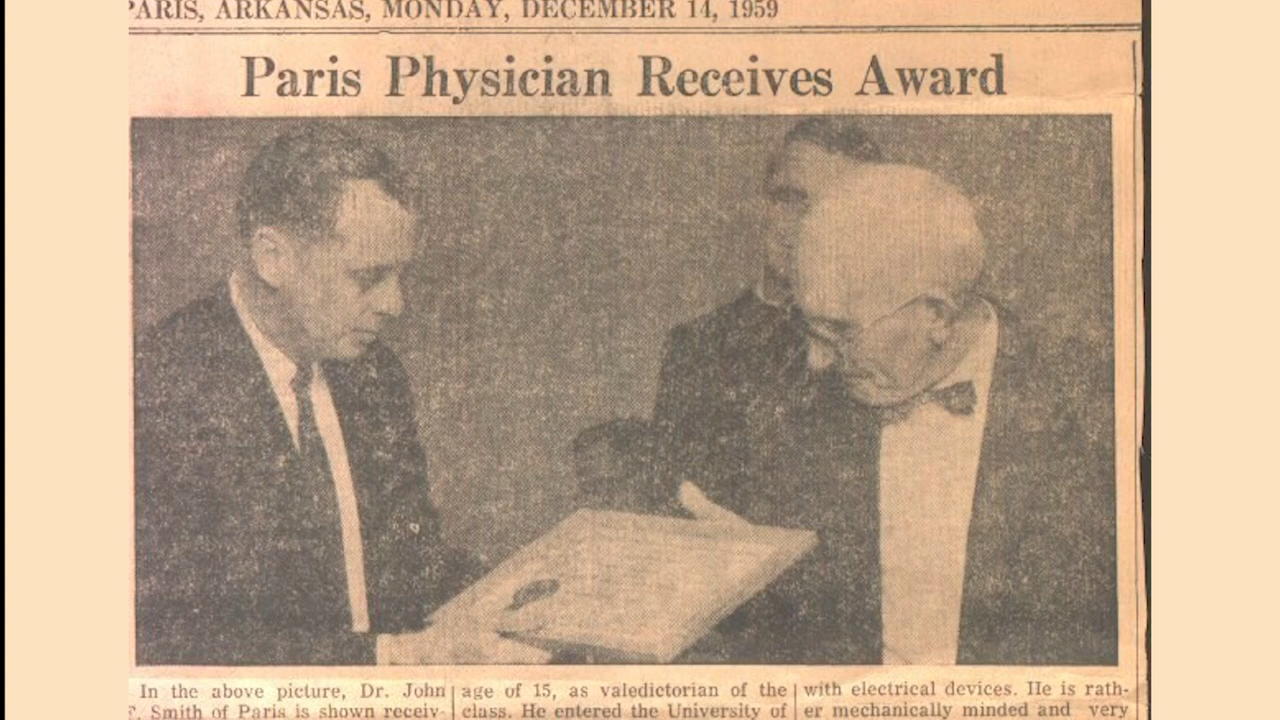 PARIS, ARKANSAS, MONDAY, DECEMBER 14, 1959
Paris Physician Receives Award
In the above picture, Dr. John
F. Smith of Paris is shown receiv-
age of 15, as valedictorian of the
class. He entered the University of
with electrical devices. He is rath-
er mechanically minded and very